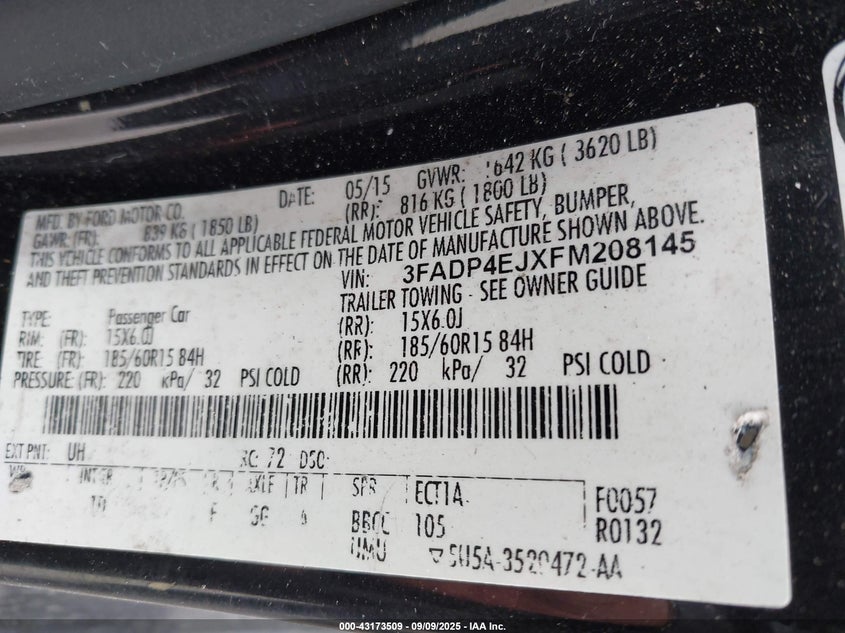 MFD. BY FORD MOTOR CO.
DATE: 05/15 GVWR: 1642 KG ( 3620 LB)
GAWR: (FR): 839 KG ( 1850 LB) (RR): 816 KG ( 1800 LB)
THIS VEHICLE CONFORMS TO ALL APPLICABLE FEDERAL MOTOR VEHICLE SAFETY, BUMPER,
AND THEFT PREVENTION STANDARDS IN EFFECT ON THE DATE OF MANUFACTURE SHOWN ABOVE.
VIN: 3FADP4EJXFM208145
TRAILER TOWING - SEE OWNER GUIDE
TYPE: Passenger Car
RIM: (FR): 15X6.0J (RR): 15X6.0J
TIRE: (FR): 185/60R15 84H (RR): 185/60R15 84H
PRESSURE: (FR): 220 kPa/ 32 PSI COLD (RR): 220 kPa/ 32 PSI COLD
EXT PNT: UH RC: 72 DSO:
AXLE TR SPR ECT1A F0057
BBCC 105 R0132
UMU
000-43173509 - 09/09/2025 - IAA Inc.